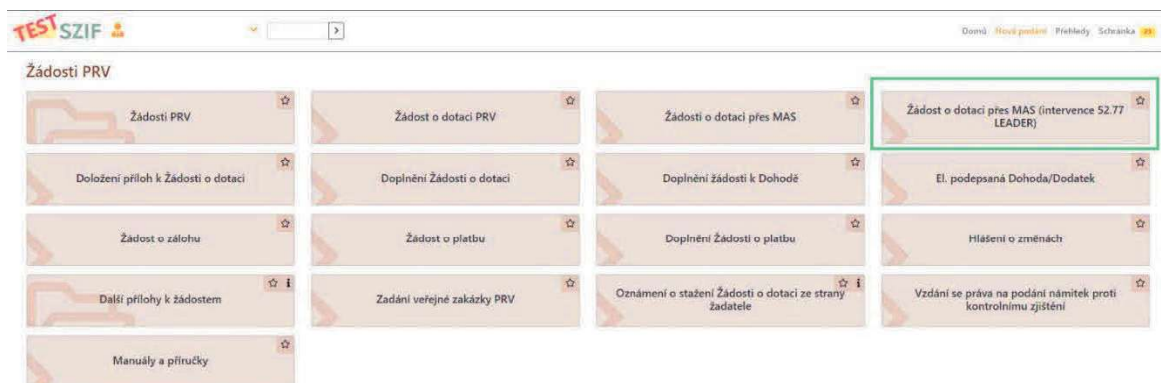 TEST SZIF
Domů Nové podání Přehledy Schránka
Žádosti PRV
Žádosti PRV
Žádost o dotaci PRV
Žádosti o dotaci přes MAS
Žádost o dotaci přes MAS (intervence 52.77
LEADER)
Doložení příloh k Žádosti o dotaci
Doplnění Žádosti o dotaci
Doplnění žádosti k Dohodě
El. podepsaná Dohoda/Dodatek
Žádost o zálohu
Žádost o platbu
Doplnění Žádosti o platbu
Hlášení o změnách
Další přílohy k žádostem
Zadání veřejné zakázky PRV
Oznámení o stažení Žádosti o dotaci ze strany
žadatele
Vzdání se práva na podání námitek proti
kontrolnímu zjištění
Manuály a příručky